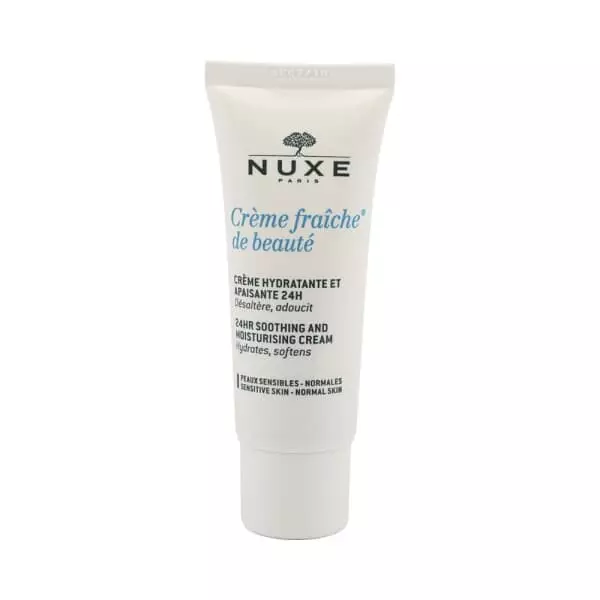 NUXE
PARIS
Crème fraîche®
de beauté
CRÈME HYDRATANTE ET
APAISANTE 24H
Désaltère, adoucit
24HR SOOTHING AND
MOISTURISING CREAM
Hydrates, softens
PEAUX SENSIBLES - NORMALES
SENSITIVE SKIN - NORMAL SKIN